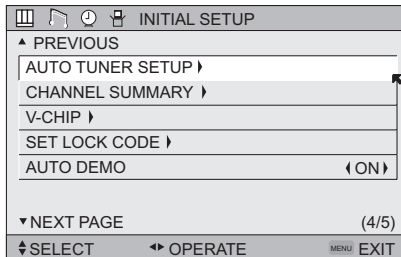 INITIAL SETUP
PREVIOUS
AUTO TUNER SETUP
CHANNEL SUMMARY
V-CHIP
SET LOCK CODE
AUTO DEMO ON
NEXT PAGE (4/5)
SELECT OPERATE MENU EXIT